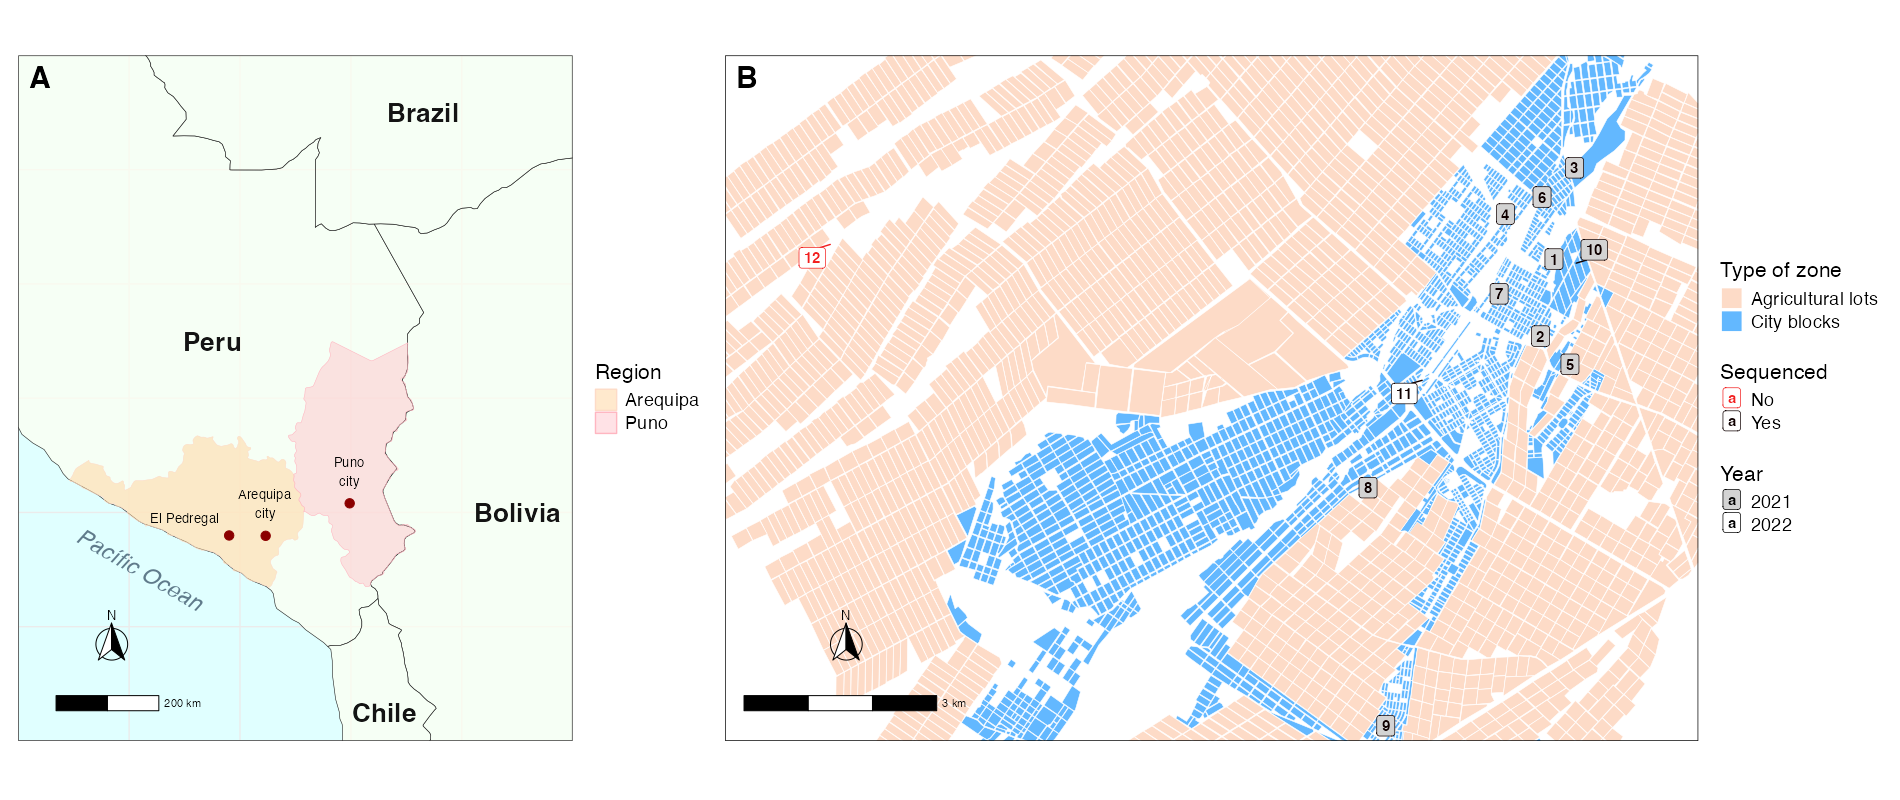 A
Brazil
Peru
Bolivia
Chile
Puno
city
Arequipa
city
El Pedregal
Pacific Ocean
N
200 km
Region
Arequipa
Puno
B
3
6
4
10
1
7
2
5
12
11
8
9
N
3 km
Type of zone
Agricultural lots
City blocks
Sequenced
a No
a Yes
Year
a 2021
a 2022